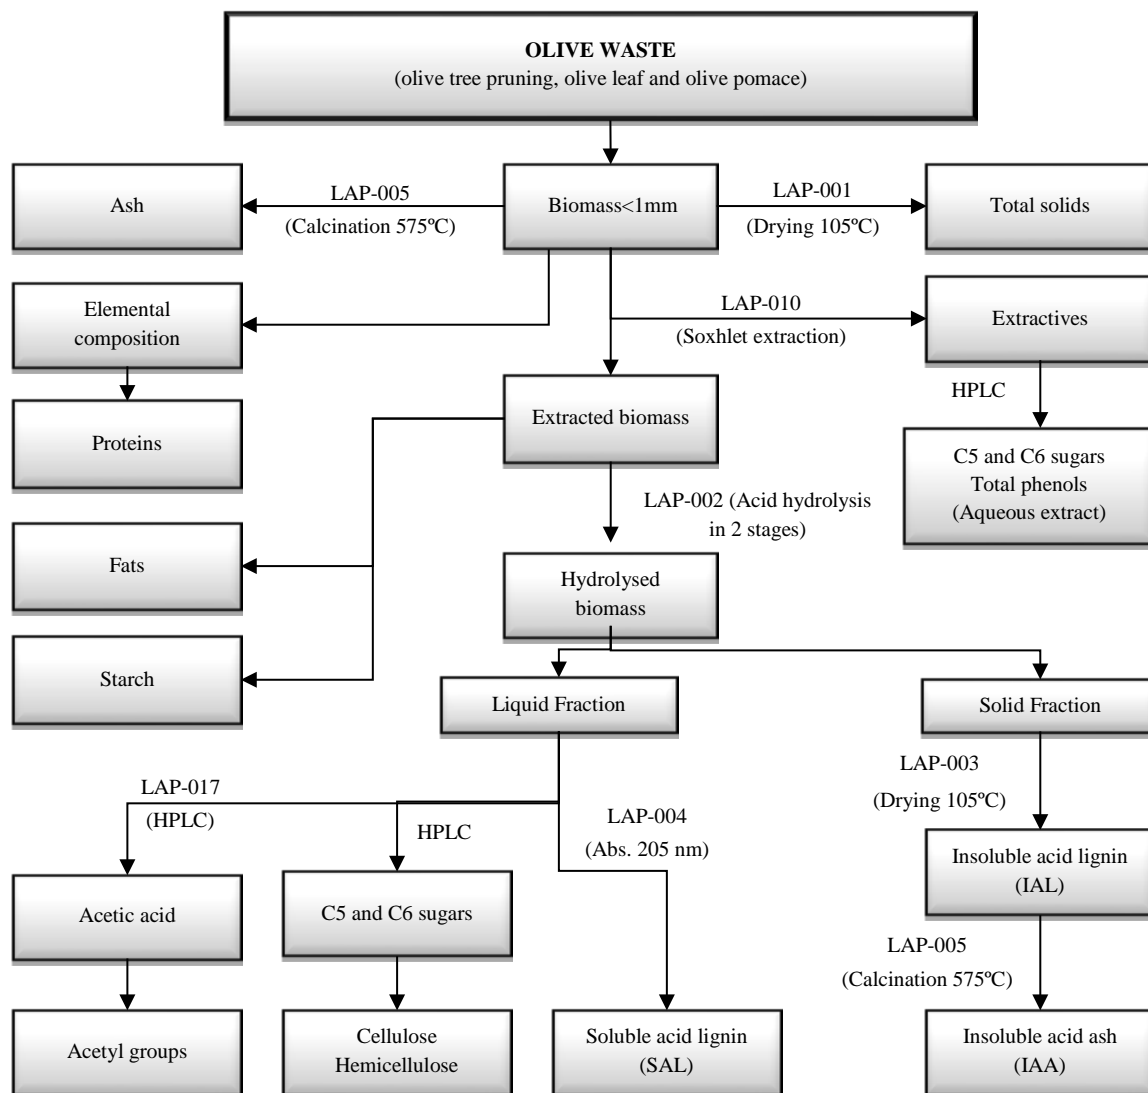 OLIVE WASTE
(olive tree pruning, olive leaf and olive pomace)
Ash
LAP-005
(Calcination 575ºC)
Biomass<1mm
LAP-001
(Drying 105ºC)
Total solids
Elemental
composition
LAP-010
(Soxhlet extraction)
Extractives
HPLC
Proteins
Extracted biomass
C5 and C6 sugars
Total phenols
(Aqueous extract)
LAP-002 (Acid hydrolysis
in 2 stages)
Fats
Hydrolysed
biomass
Starch
Liquid Fraction
Solid Fraction
LAP-017
(HPLC)
HPLC
LAP-004
(Abs. 205 nm)
LAP-003
(Drying 105ºC)
Insoluble acid lignin
(IAL)
Acetic acid
C5 and C6 sugars
LAP-005
(Calcination 575ºC)
Acetyl groups
Cellulose
Hemicellulose
Soluble acid lignin
(SAL)
Insoluble acid ash
(IAA)